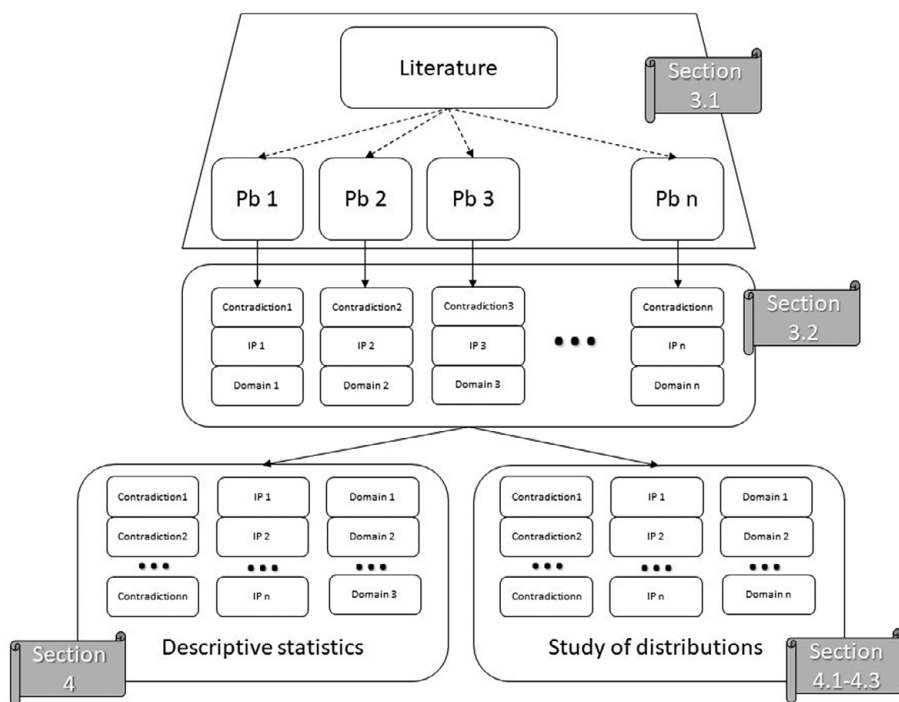 Literature
Section
3.1
Pb 1 Pb 2 Pb 3 Pb n
Contradiction1 Contradiction2 Contradiction3 Contradictionn
Section
3.2
IP 1 IP 2 IP 3 IP n
Domain 1 Domain 2 Domain 3 Domain n
Contradiction1 IP 1 Domain 1
Contradiction2 IP 2 Domain 2
Contradictionn IP n Domain 3
Descriptive statistics
Section
4
Contradiction1 IP 1 Domain 1
Contradiction2 IP 2 Domain 2
Contradictionn IP n Domain n
Study of distributions
Section
4.1-4.3